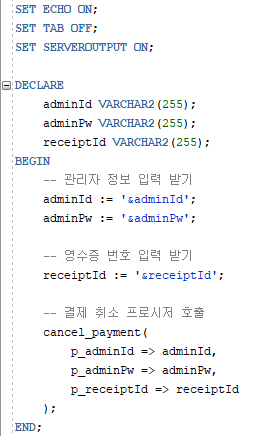 SET ECHO ON;
SET TAB OFF;
SET SERVEROUTPUT ON;

DECLARE
    adminId VARCHAR2(255);
    adminPw VARCHAR2(255);
    receiptId VARCHAR2(255);
BEGIN
    -- 관리자 정보 입력 받기
    adminId := '&adminId';
    adminPw := '&adminPw';

    -- 영수증 번호 입력 받기
    receiptId := '&receiptId';

    -- 결제 취소 프로시저 호출
    cancel_payment(
        p_adminId => adminId,
        p_adminPw => adminPw,
        p_receiptId => receiptId
    );
END;